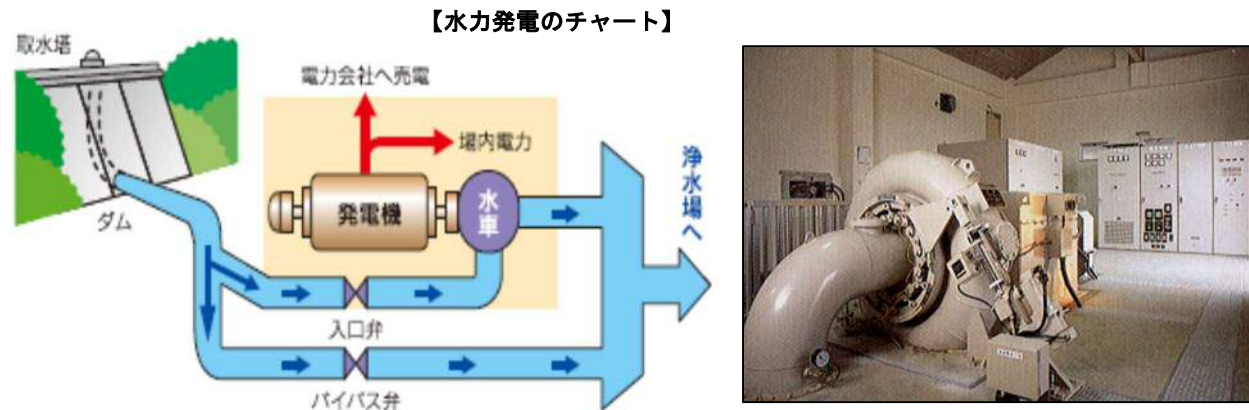 【水力発電のチャート】
取水塔
電力会社へ売電
場内電力
発電機
水車
ダム
入口弁
バイパス弁
浄水場へ